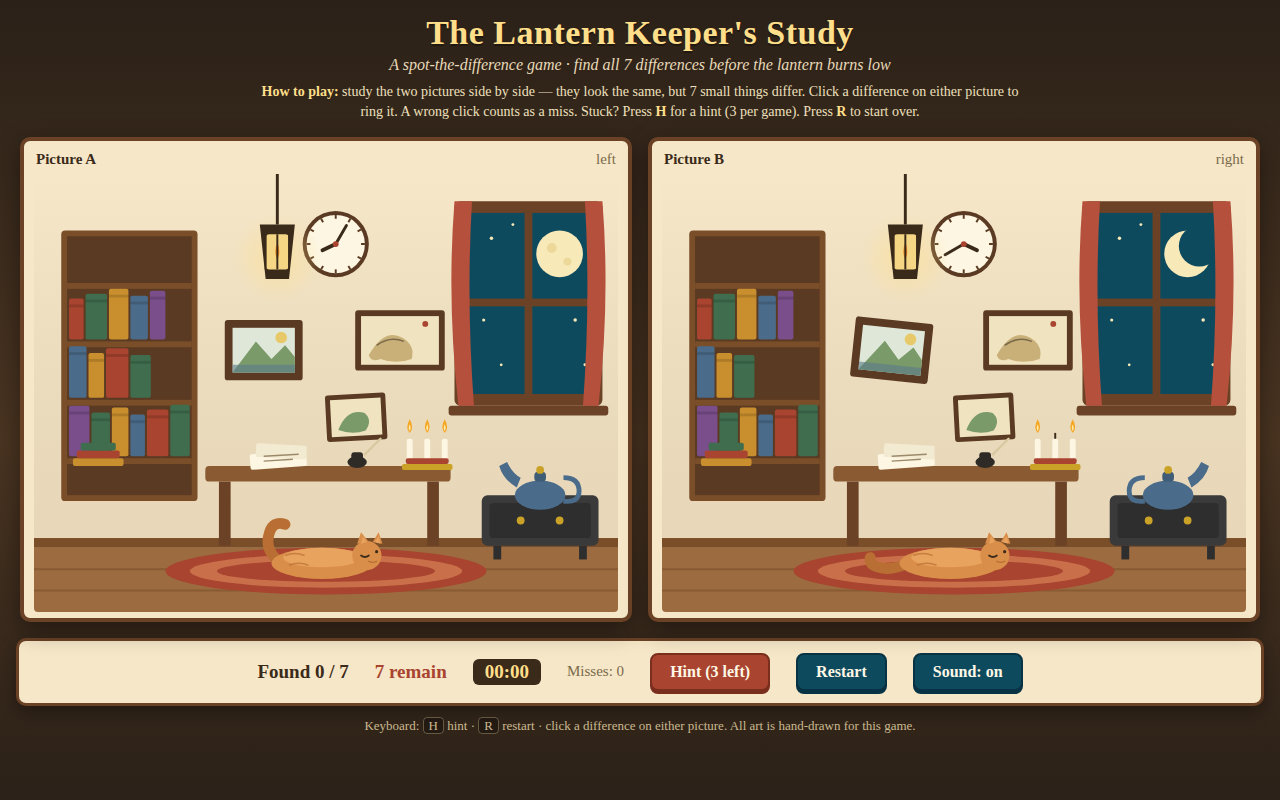 The Lantern Keeper's Study
A spot-the-difference game · find all 7 differences before the lantern burns low
How to play: study the two pictures side by side — they look the same, but 7 small things differ. Click a difference on either picture to
ring it. A wrong click counts as a miss. Stuck? Press H for a hint (3 per game). Press R to start over.
Picture A left
Picture B right
Found 0 / 7 7 remain 00:00 Misses: 0 Hint (3 left) Restart Sound: on
Keyboard: H hint · R restart · click a difference on either picture. All art is hand-drawn for this game.